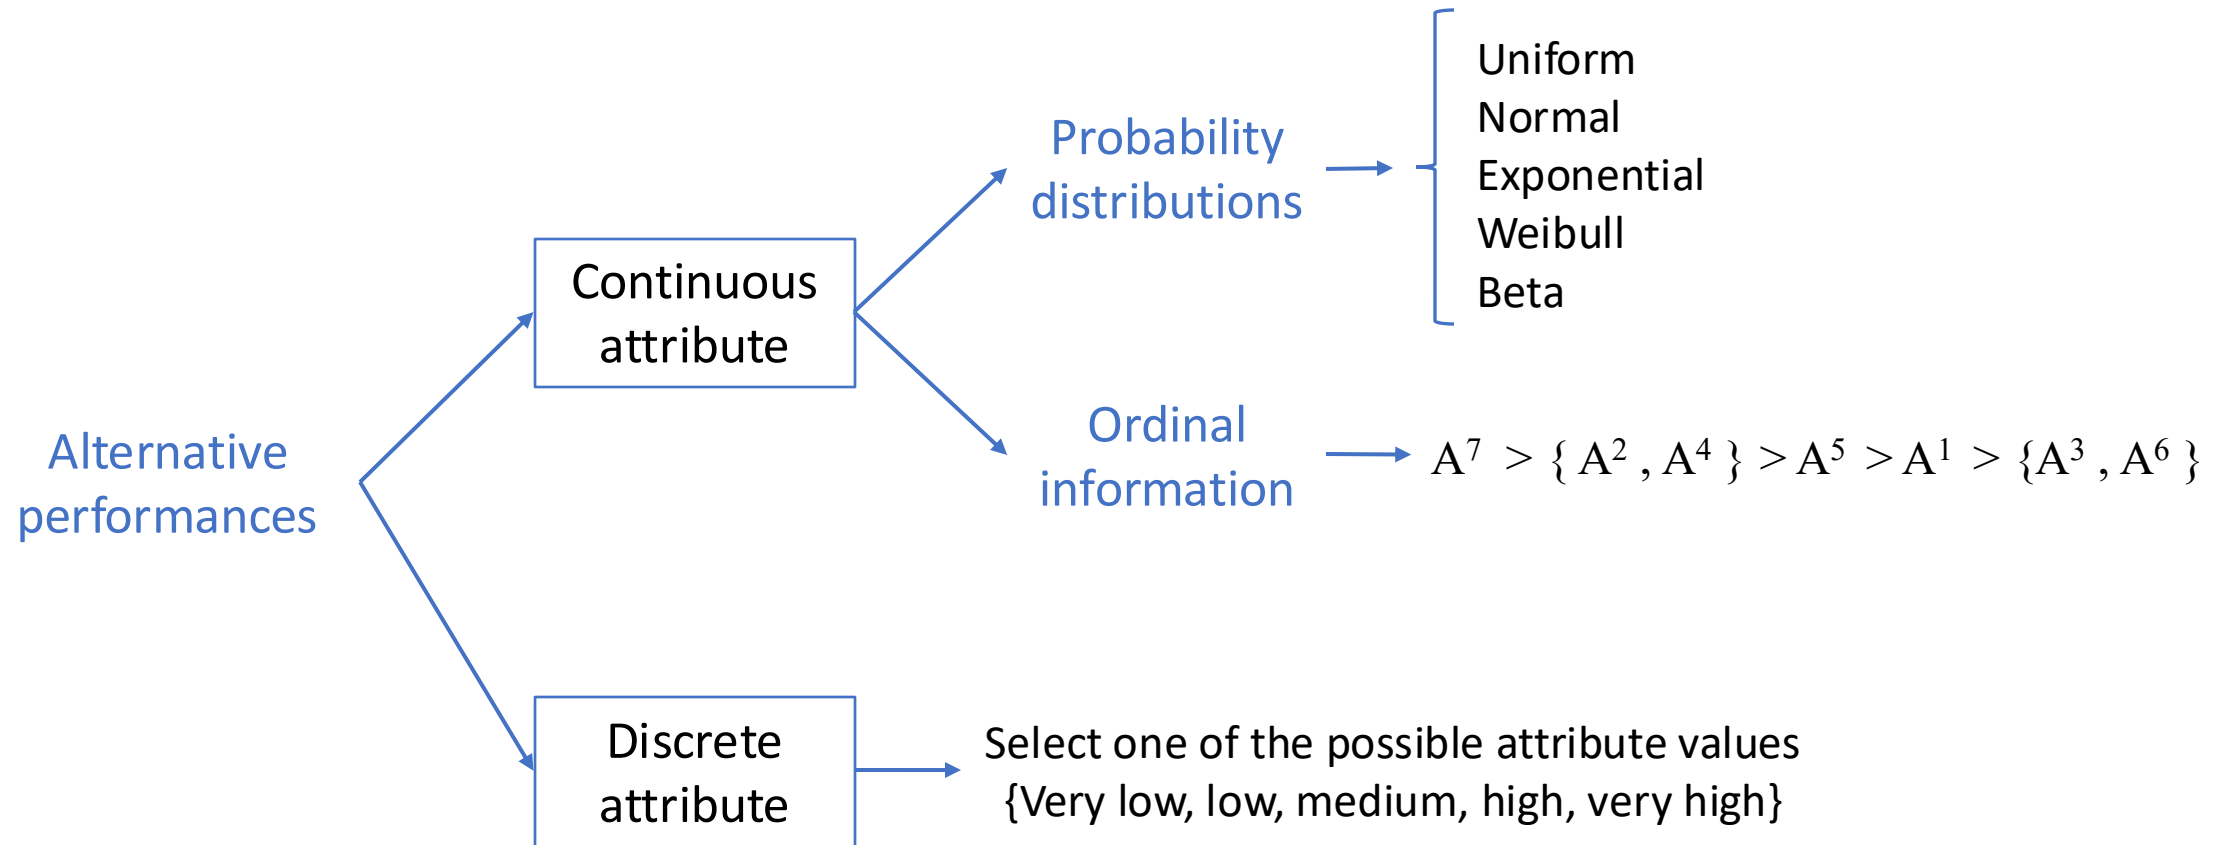 Alternative
performances
Continuous
attribute
Probability
distributions
Uniform
Normal
Exponential
Weibull
Beta
Ordinal
information
A⁷ > { A² , A⁴ } > A⁵ > A¹ > {A³ , A⁶ }
Discrete
attribute
Select one of the possible attribute values
{Very low, low, medium, high, very high}